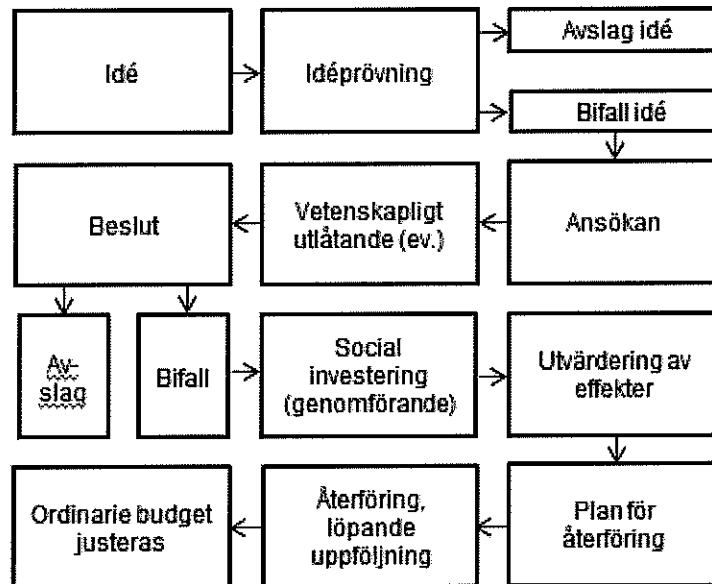 Idé
Idéprövning
Avslag idé
Bifall idé
Beslut
Vetenskapligt
utlåtande (ev.)
Ansökan
Av-
slag
Bifall
Social
investering
(genomförande)
Utvärdering av
effekter
Ordinarie budget
justeras
Återföring,
löpande
uppföljning
Plan för
återföring